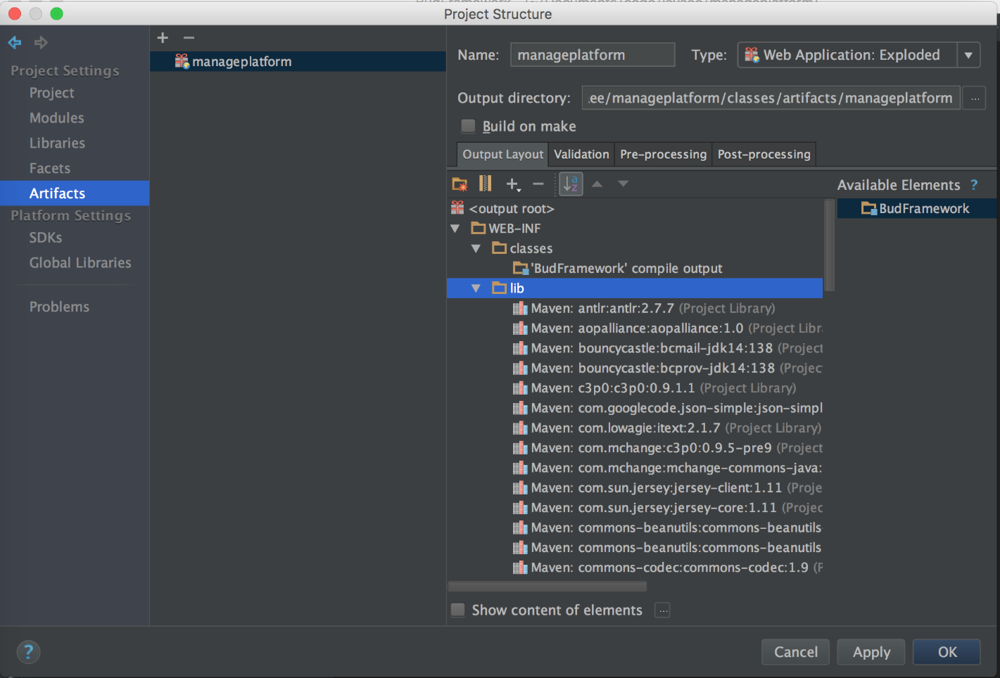 Project Structure
Project Settings
Project
Modules
Libraries
Facets
Artifacts
Platform Settings
SDKs
Global Libraries
Problems
manageplatform
Name: manageplatform Type: Web Application: Exploded
Output directory: ee/manageplatform/classes/artifacts/manageplatform ...
Build on make
Output Layout Validation Pre-processing Post-processing
Available Elements ?
<output root>
BudFramework
WEB-INF
classes
'BudFramework' compile output
lib
Maven: antlr:antlr:2.7.7 (Project Library)
Maven: aopalliance:aopalliance:1.0 (Project Libr
Maven: bouncycastle:bcmail-jdk14:138 (Project
Maven: bouncycastle:bcprov-jdk14:138 (Projec
Maven: c3p0:c3p0:0.9.1.1 (Project Library)
Maven: com.googlecode.json-simple:json-simpl
Maven: com.lowagie:itext:2.1.7 (Project Library)
Maven: com.mchange:c3p0:0.9.5-pre9 (Project
Maven: com.mchange:mchange-commons-java:
Maven: com.sun.jersey:jersey-client:1.11 (Proje
Maven: com.sun.jersey:jersey-core:1.11 (Projec
Maven: commons-beanutils:commons-beanutils-
Maven: commons-beanutils:commons-beanutils
Maven: commons-codec:commons-codec:1.9 (P
Show content of elements ...
? Cancel Apply OK